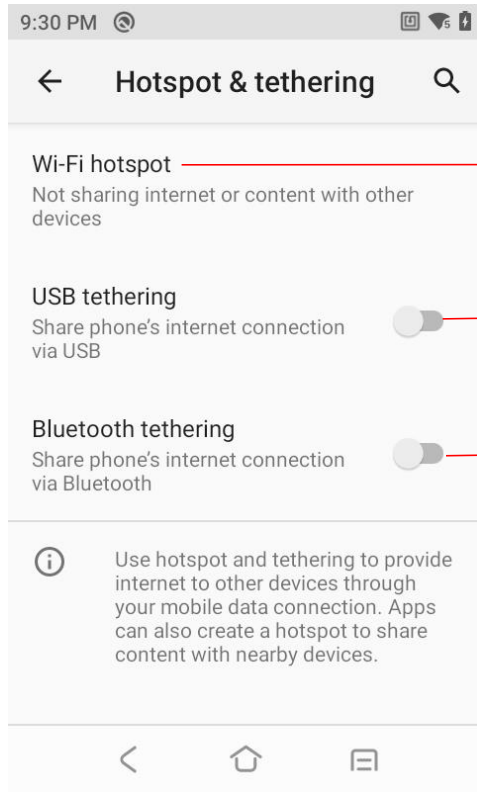 9:30 PM
Hotspot & tethering
Wi-Fi hotspot
Not sharing internet or content with other
devices
USB tethering
Share phone's internet connection
via USB
Bluetooth tethering
Share phone's internet connection
via Bluetooth
Use hotspot and tethering to provide
internet to other devices through
your mobile data connection. Apps
can also create a hotspot to share
content with nearby devices.